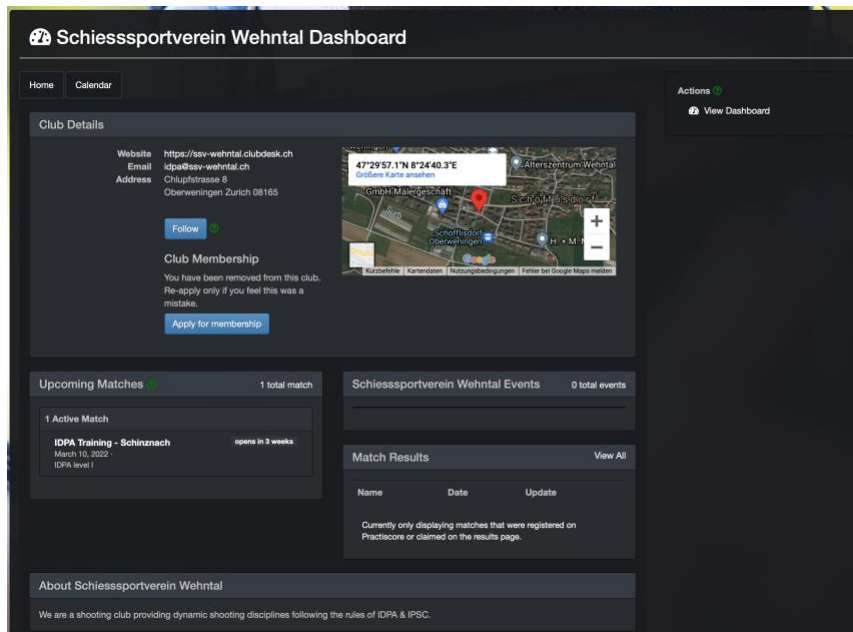 Schiesssportverein Wehntal Dashboard
Home
Calendar
Actions
View Dashboard
Club Details
Website https://ssv-wehntal.clubdesk.ch
Email idpa@ssv-wehntal.ch
Address Chlupfstrasse 8
Oberweningen Zurich 08165
Follow
Club Membership
You have been removed from this club.
Re-apply only if you feel this was a
mistake.
Apply for membership
47°29'57.1"N 8°24'40.3"E
Größere Karte ansehen
Alterszentrum Wehntal
GmbH Malergeschäft
Schöfflisdorf
Schöfflisdorf
Oberweningen
Google
Kurzbefehle
Kartendaten
Nutzungsbedingungen
Fehler bei Google Maps melden
Upcoming Matches
1 total match
1 Active Match
IDPA Training - Schinznach
opens in 3 weeks
March 10, 2022 -
IDPA level I
Schiesssportverein Wehntal Events
0 total events
Match Results
View All
Name Date Update
Currently only displaying matches that were registered on
Practiscore or claimed on the results page.
About Schiesssportverein Wehntal
We are a shooting club providing dynamic shooting disciplines following the rules of IDPA & IPSC.